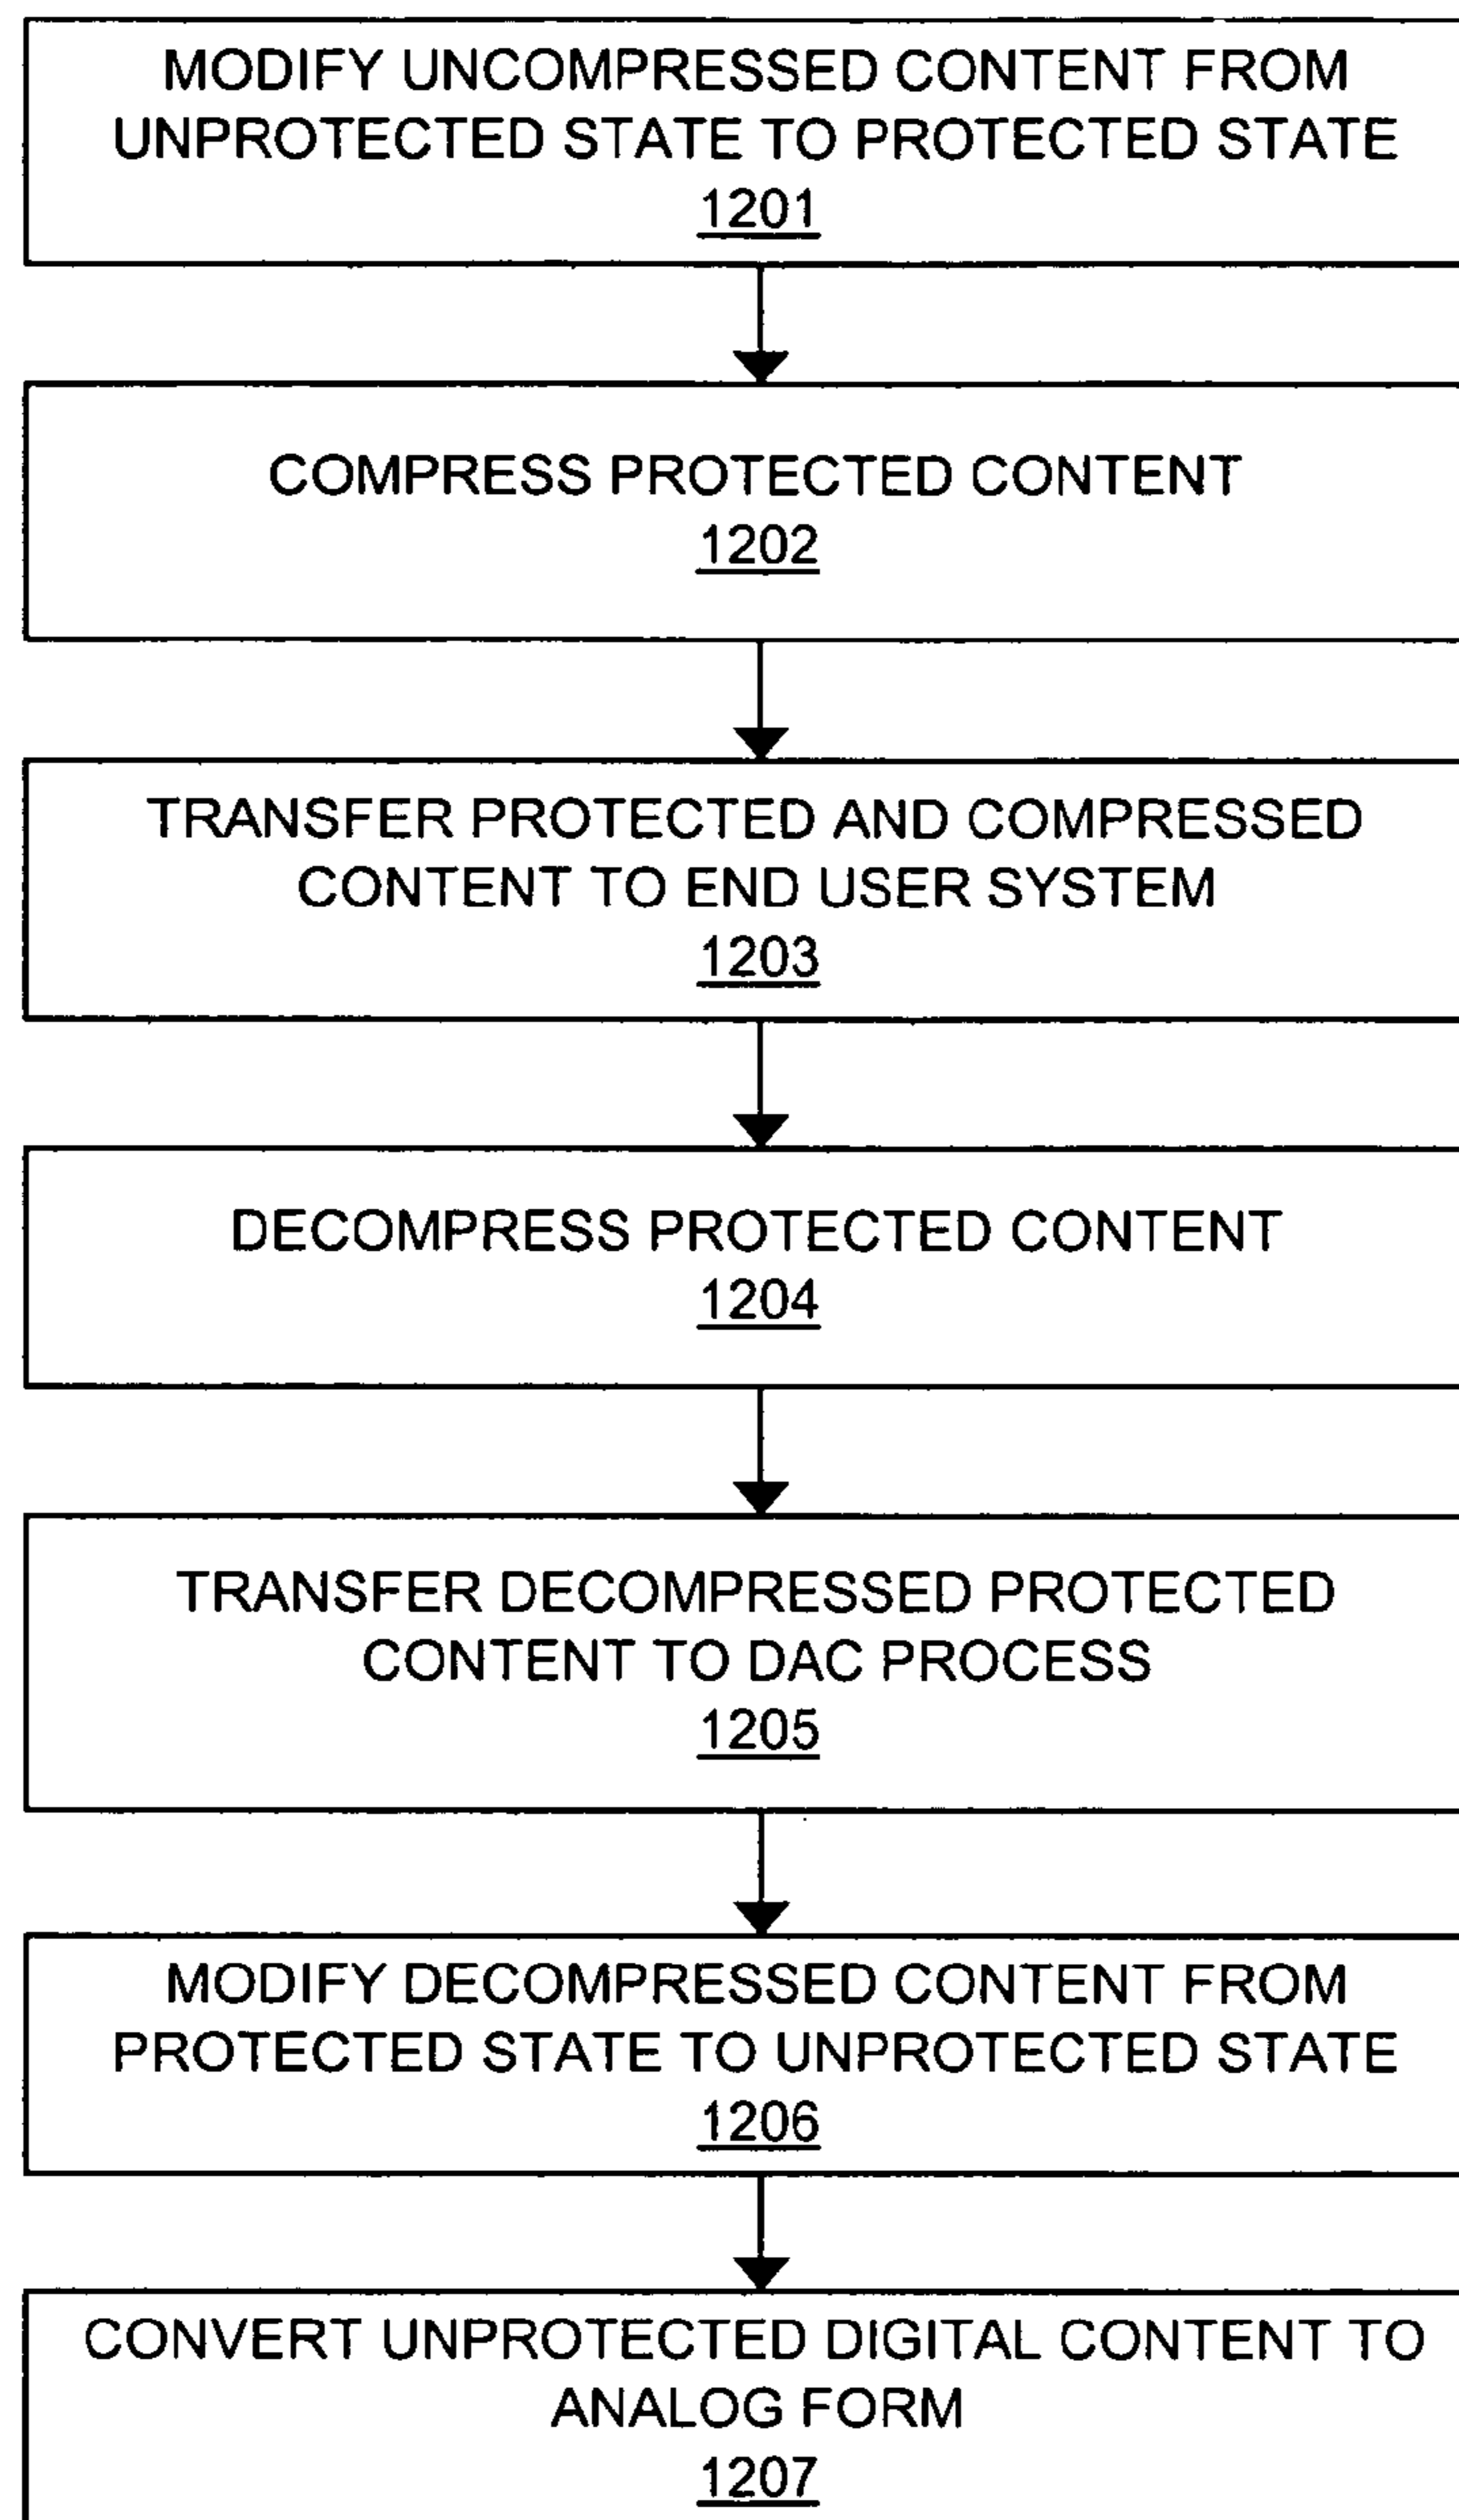 MODIFY UNCOMPRESSED CONTENT FROM
UNPROTECTED STATE TO PROTECTED STATE
1201
COMPRESS PROTECTED CONTENT
1202
TRANSFER PROTECTED AND COMPRESSED
CONTENT TO END USER SYSTEM
1203
DECOMPRESS PROTECTED CONTENT
1204
TRANSFER DECOMPRESSED PROTECTED
CONTENT TO DAC PROCESS
1205
MODIFY DECOMPRESSED CONTENT FROM
PROTECTED STATE TO UNPROTECTED STATE
1206
CONVERT UNPROTECTED DIGITAL CONTENT TO
ANALOG FORM
1207